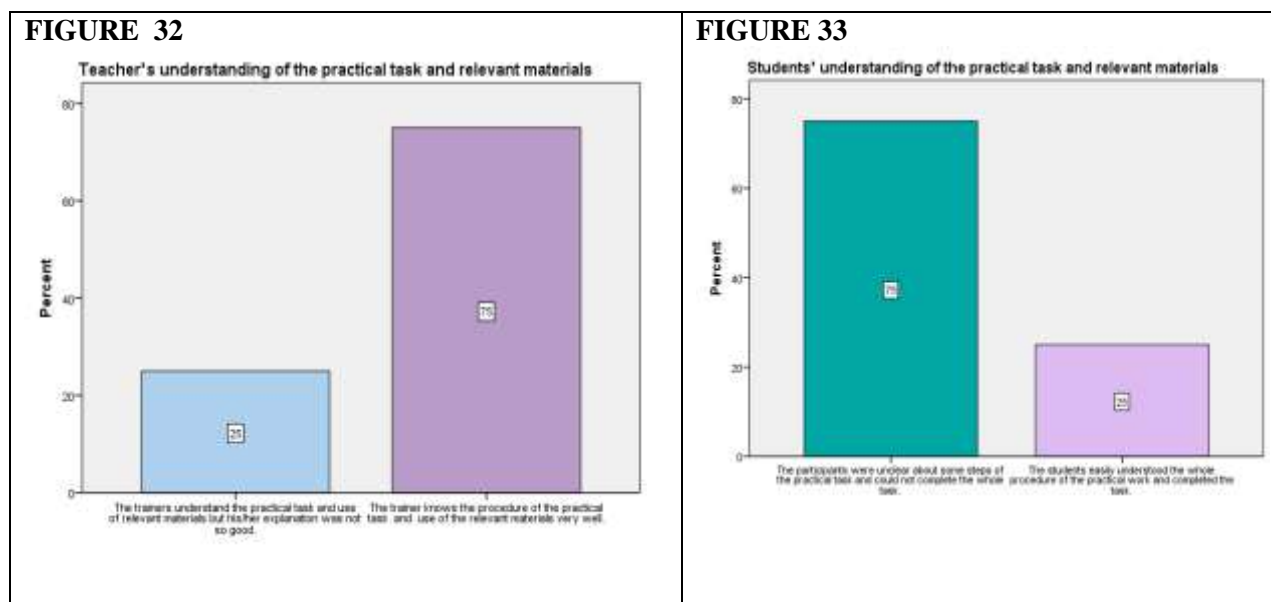 FIGURE 32
Teacher's understanding of the practical task and relevant materials
80
60
40
20
0
Percent
25
75
The trainers understand the practical task and use
of relevant materials but his/her explanation was not
so good.
The trainer knows the procedure of the practical
task and use of the relevant materials very well.
FIGURE 33
Students' understanding of the practical task and relevant materials
80
60
40
20
0
Percent
75
25
The participants were unclear about some steps of
the practical task and could not complete the whole
task.
The students easily understood the whole
procedure of the practical work and completed the
task.